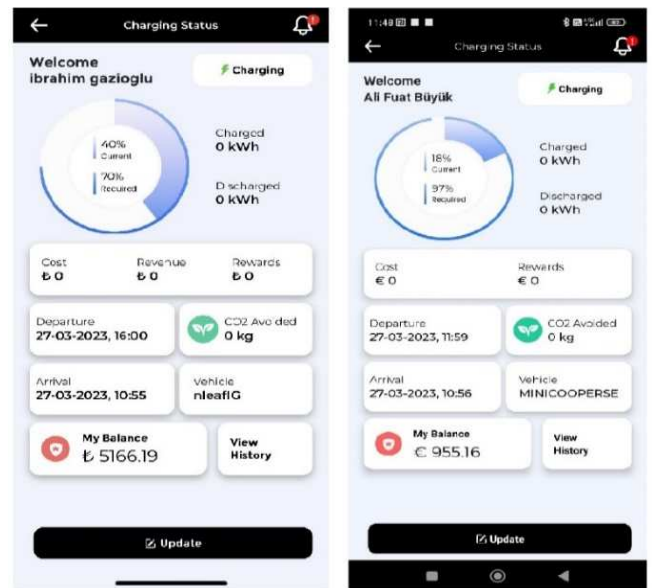 Charging Status
Welcome
ibrahim gazioglu
Charging
40%
Current
70%
Required
Charged
0 kWh
Discharged
0 kWh
Cost
₺ 0
Revenue
₺ 0
Rewards
₺ 0
Departure
27-03-2023, 16:00
CO2 Avoided
0 kg
Arrival
27-03-2023, 10:55
Vehicle
nleaflG
My Balance
₺ 5166.19
View
History
Update
11:49
Charging Status
Welcome
Ali Fuat Büyük
Charging
18%
Current
97%
Required
Charged
0 kWh
Discharged
0 kWh
Cost
€ 0
Rewards
€ 0
Departure
27-03-2023, 11:59
CO2 Avoided
0 kg
Arrival
27-03-2023, 10:56
Vehicle
MINICOOPERSE
My Balance
€ 955.16
View
History
Update